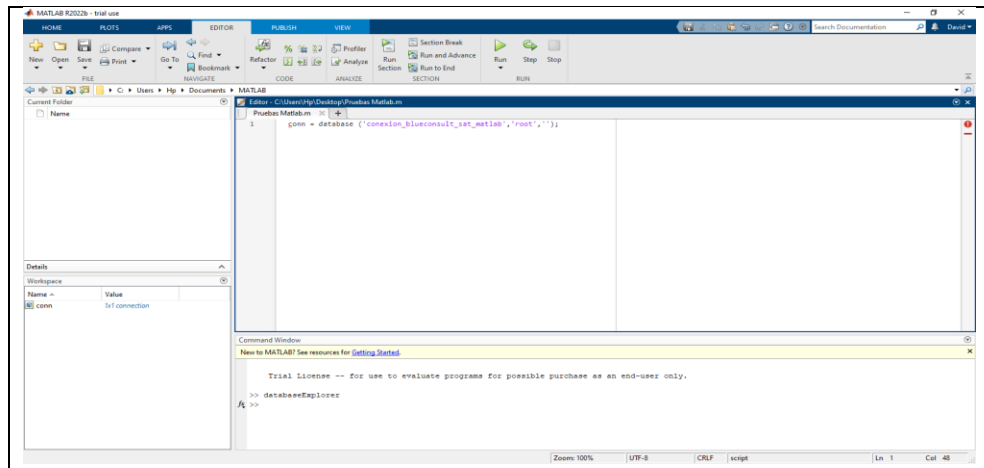 MATLAB R2022b - trial use
HOME PLOTS APPS EDITOR PUBLISH VIEW Search Documentation David
New Open Save Compare Print Go To Find Bookmark Refactor Profiler Analyze Run Section Section Break Run and Advance Run to End Run Step Stop
FILE NAVIGATE CODE ANALYZE SECTION RUN
C: Users Hp Documents MATLAB
Current Folder
Name
Editor - C:\Users\Hp\Desktop\Pruebas Matlab.m
Pruebas Matlab.m
1 conn = database ('conexion_blueconsult_sat_matlab','root','');
Details
Workspace
Name Value
conn 1x1 connection
Command Window
New to MATLAB? See resources for Getting Started.
Trial License -- for use to evaluate programs for possible purchase as an end-user only.
>> databaseExplorer
fx >>
Zoom: 100% UTF-8 CRLF script Ln 1 Col 48